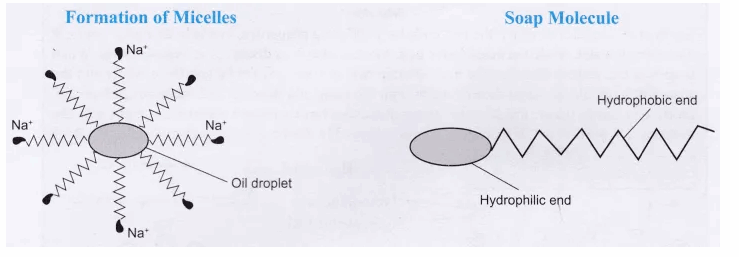 Formation of Micelles
Na⁺
Na⁺
Na⁺
Oil droplet
Na⁺
Soap Molecule
Hydrophobic end
Hydrophilic end